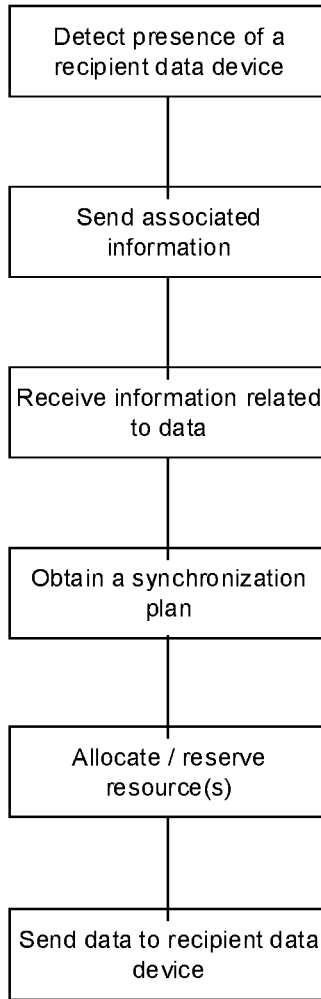 Detect presence of a
recipient data device
Send associated
information
Receive information related
to data
Obtain a synchronization
plan
Allocate / reserve
resource(s)
Send data to recipient data
device